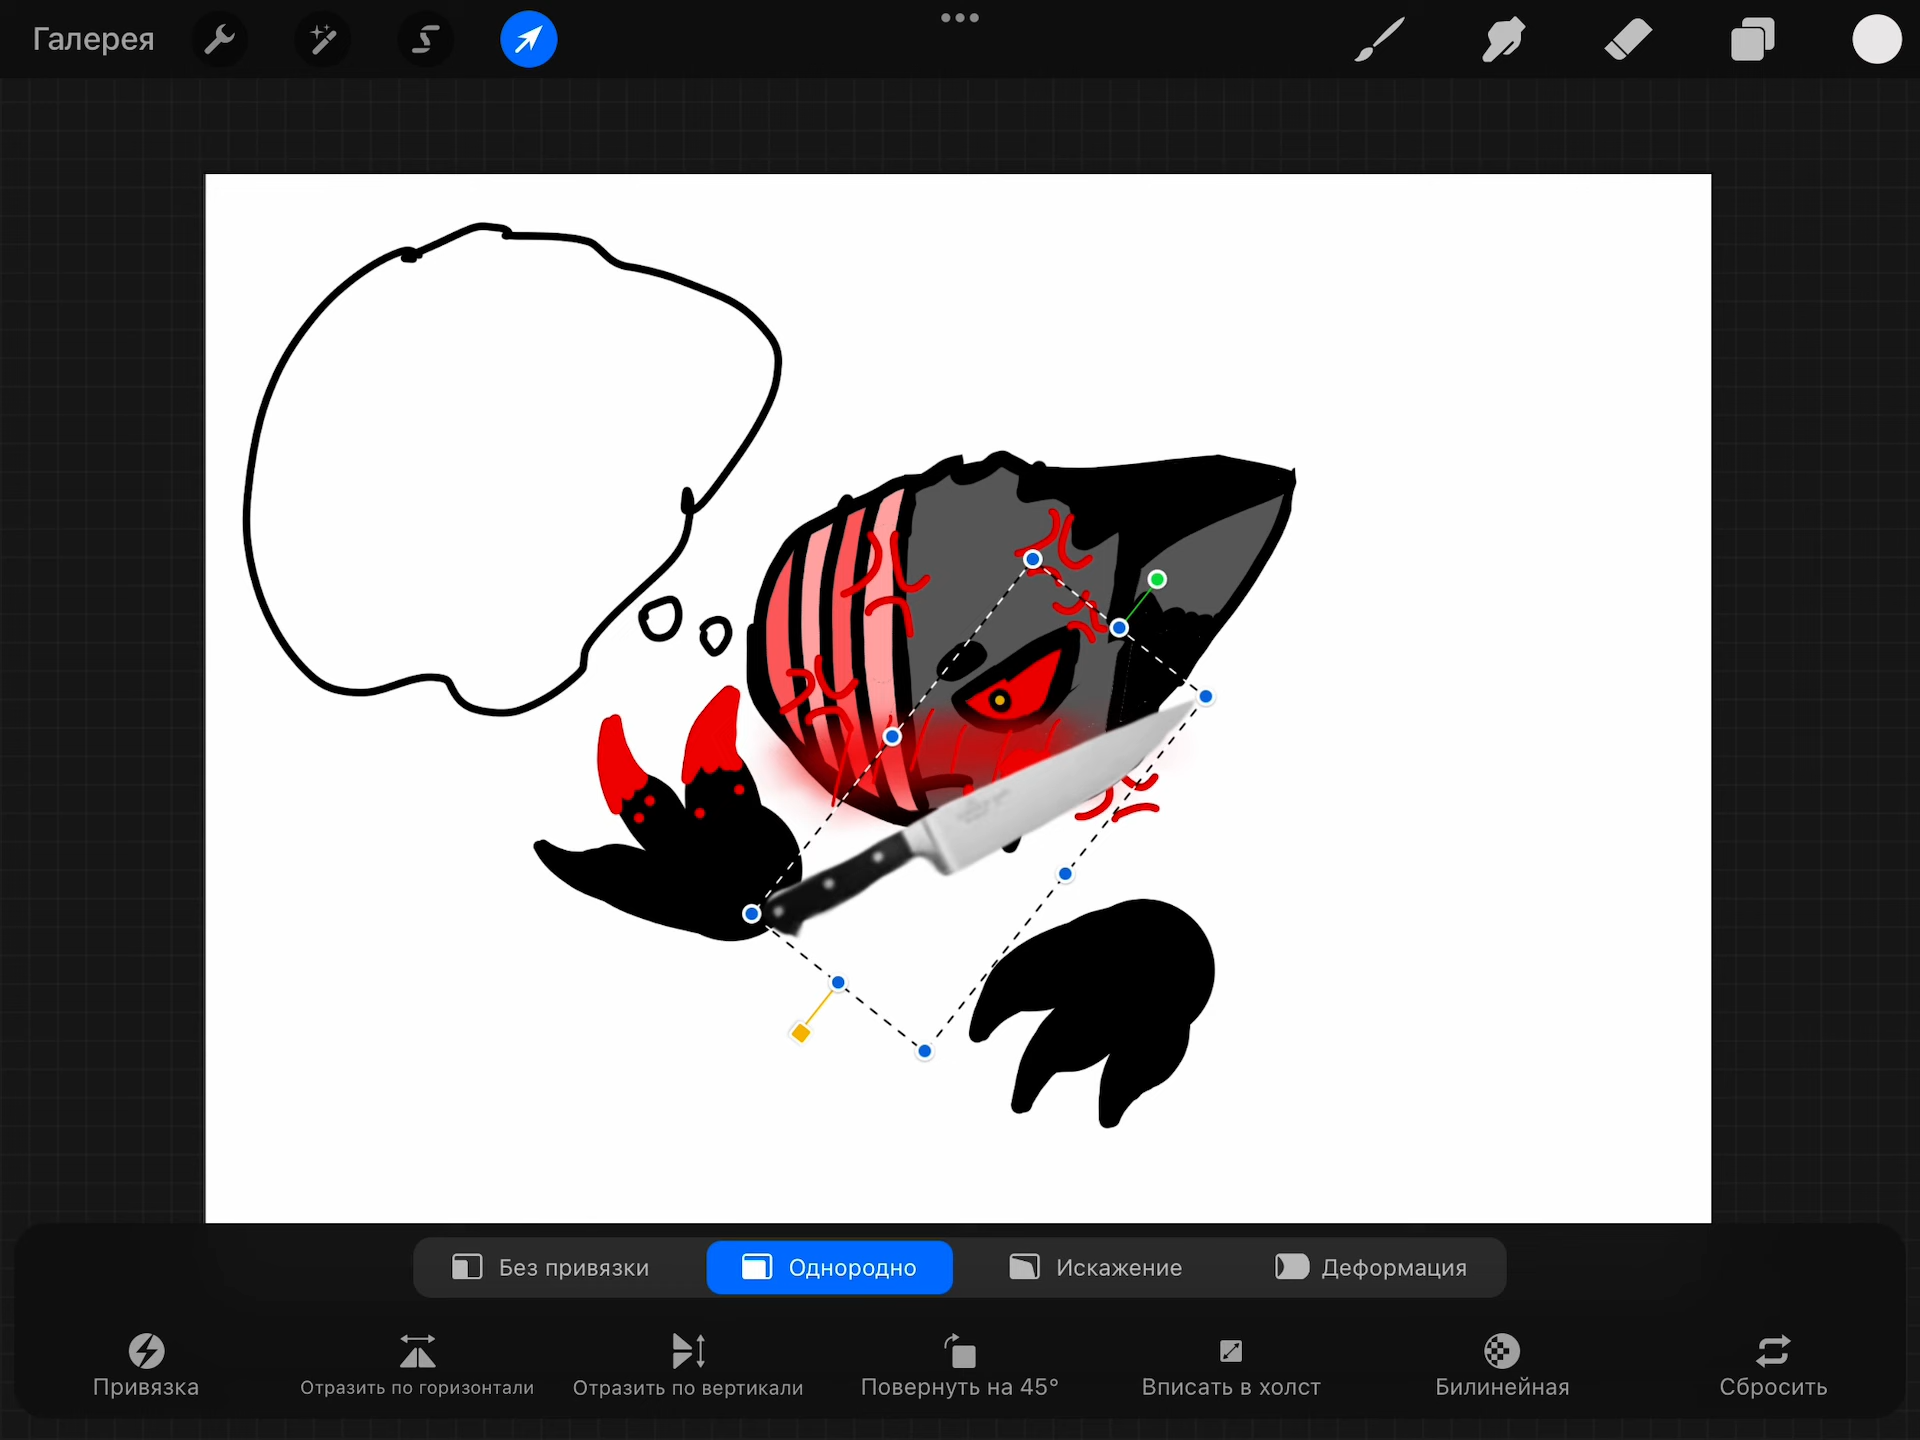 Галерея
Без привязки
Однородно
Искажение
Деформация
Привязка
Отразить по горизонтали
Отразить по вертикали
Повернуть на 45°
Вписать в холст
Билинейная
Сбросить